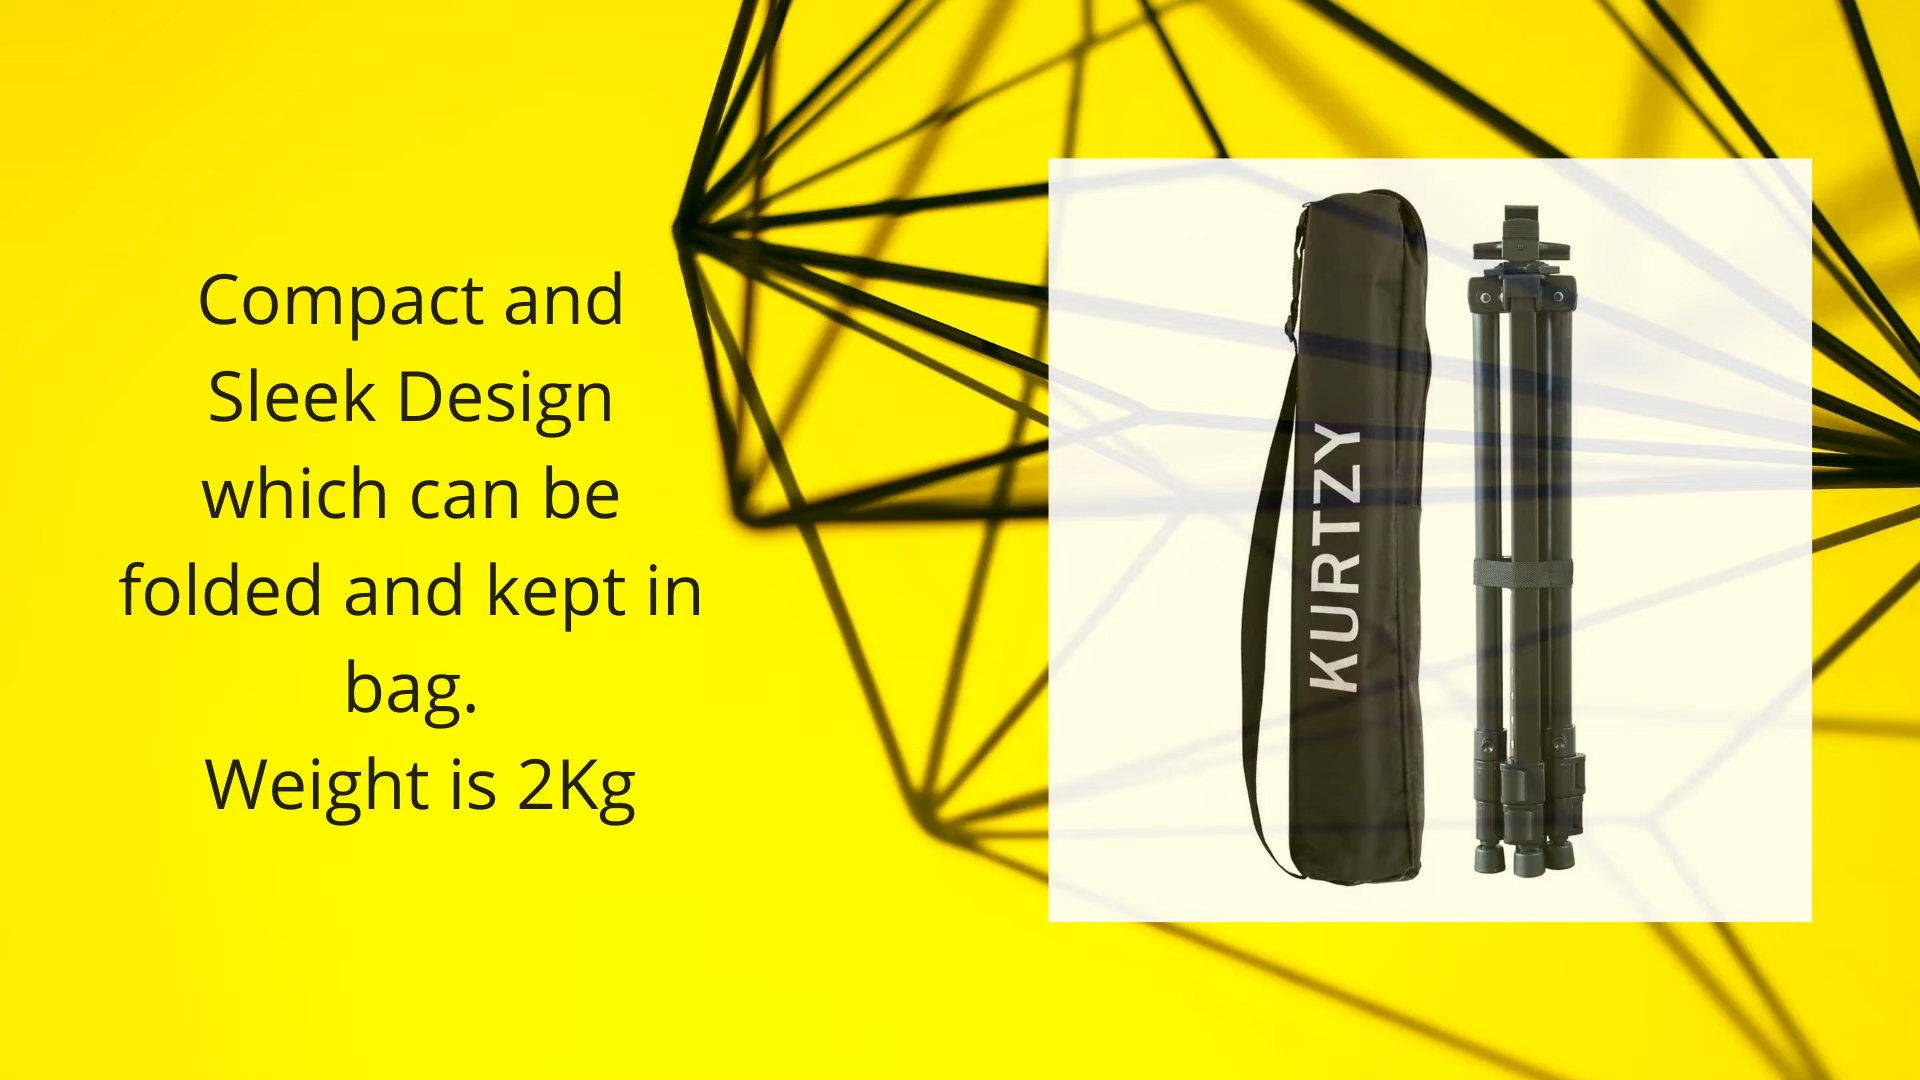 Compact and
Sleek Design
which can be
folded and kept in
bag.
Weight is 2Kg
KURTZY